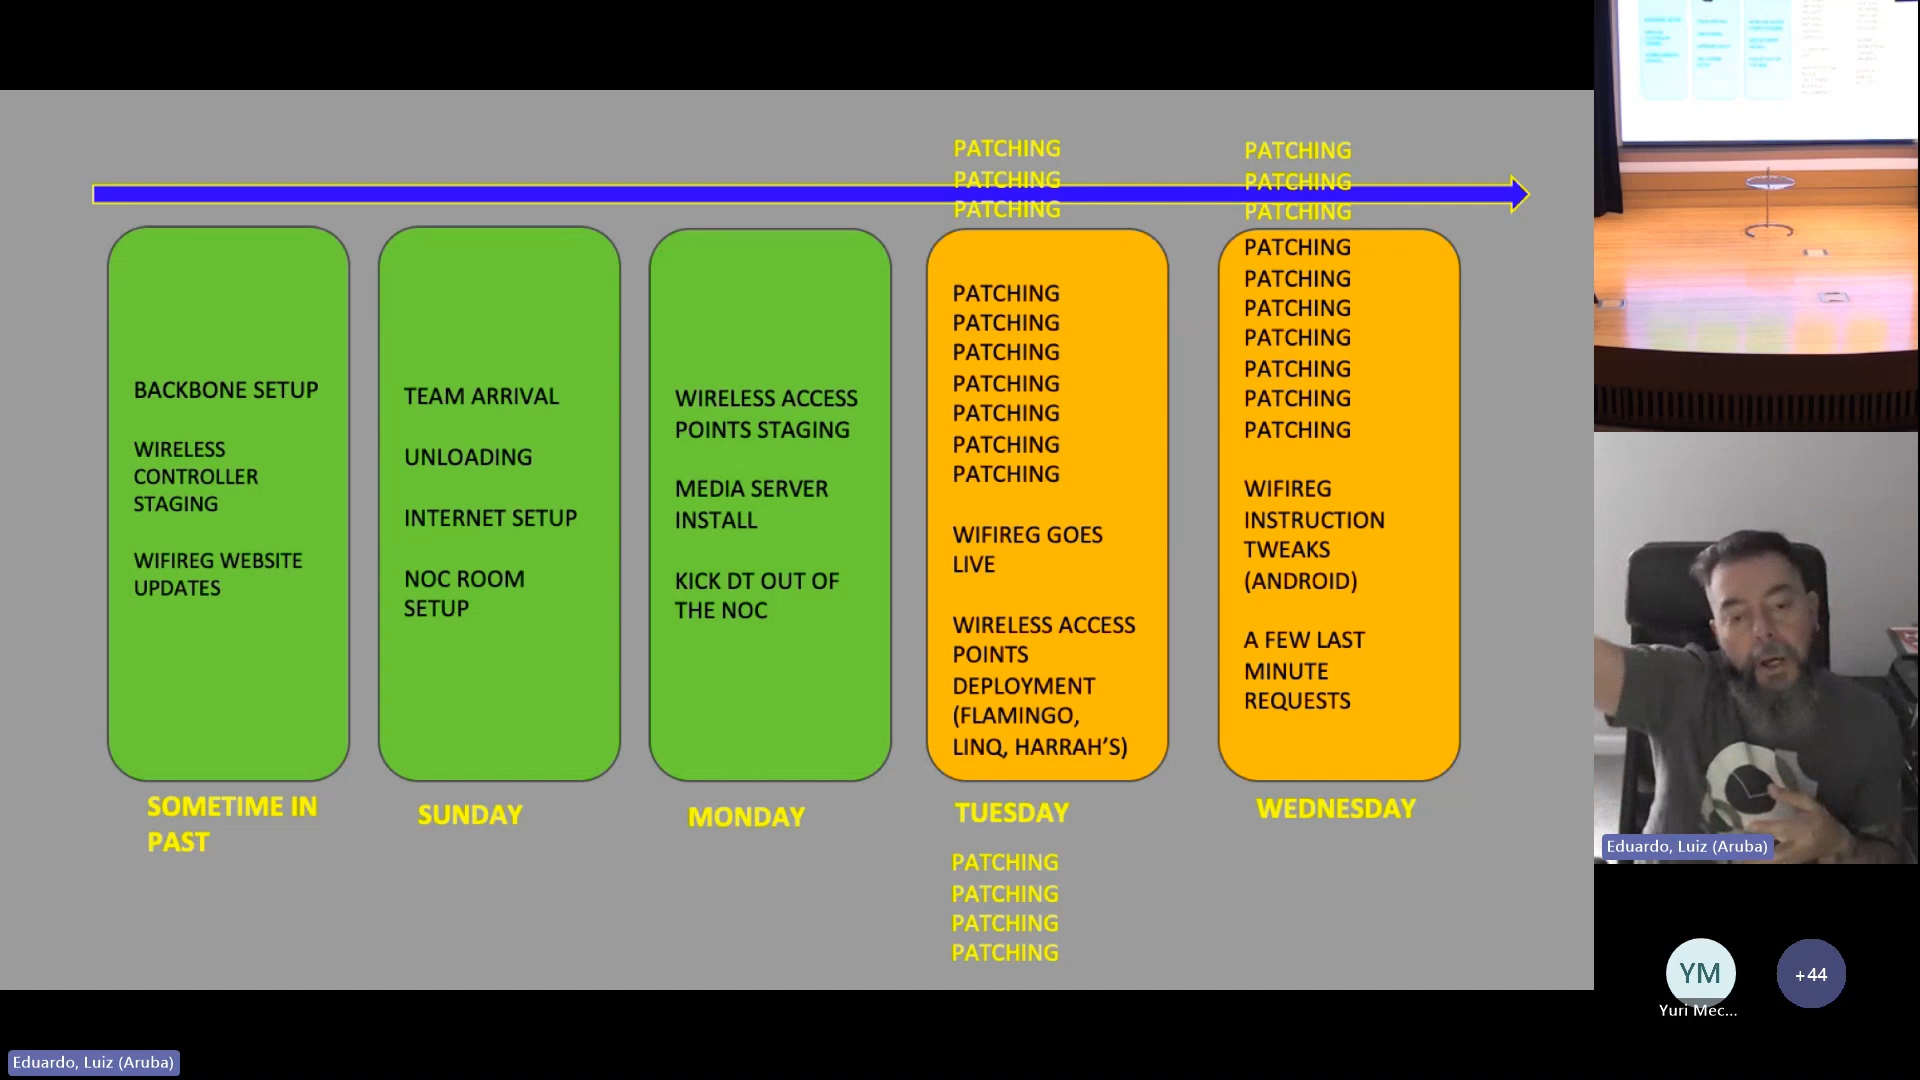 PATCHING
PATCHING
PATCHING
PATCHING
PATCHING
PATCHING
BACKBONE SETUP
WIRELESS
CONTROLLER
STAGING
WIFIREG WEBSITE
UPDATES
SOMETIME IN
PAST
TEAM ARRIVAL
UNLOADING
INTERNET SETUP
NOC ROOM
SETUP
SUNDAY
WIRELESS ACCESS
POINTS STAGING
MEDIA SERVER
INSTALL
KICK DT OUT OF
THE NOC
MONDAY
PATCHING
PATCHING
PATCHING
PATCHING
PATCHING
PATCHING
PATCHING
WIFIREG GOES
LIVE
WIRELESS ACCESS
POINTS
DEPLOYMENT
(FLAMINGO,
LINQ, HARRAH’S)
TUESDAY
PATCHING
PATCHING
PATCHING
PATCHING
PATCHING
PATCHING
PATCHING
PATCHING
PATCHING
PATCHING
PATCHING
WIFIREG
INSTRUCTION
TWEAKS
(ANDROID)
A FEW LAST
MINUTE
REQUESTS
WEDNESDAY
Eduardo, Luiz (Aruba)
YM
Yuri Mec...
+44
Eduardo, Luiz (Aruba)